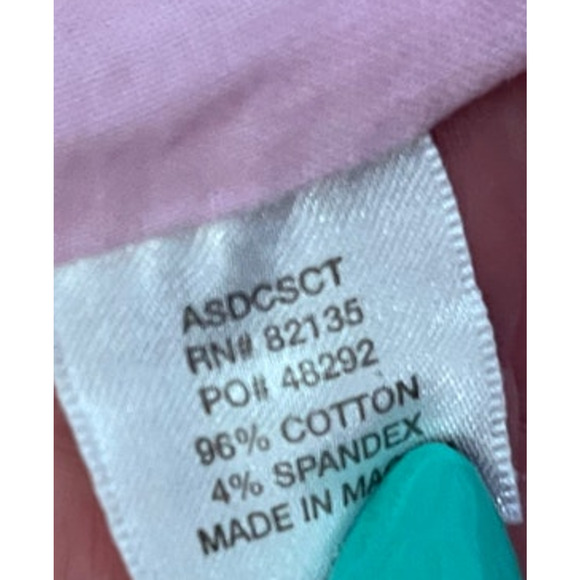 ASDCSCT
RN# 82135
PO# 48292
96% COTTON
4% SPANDEX
MADE IN